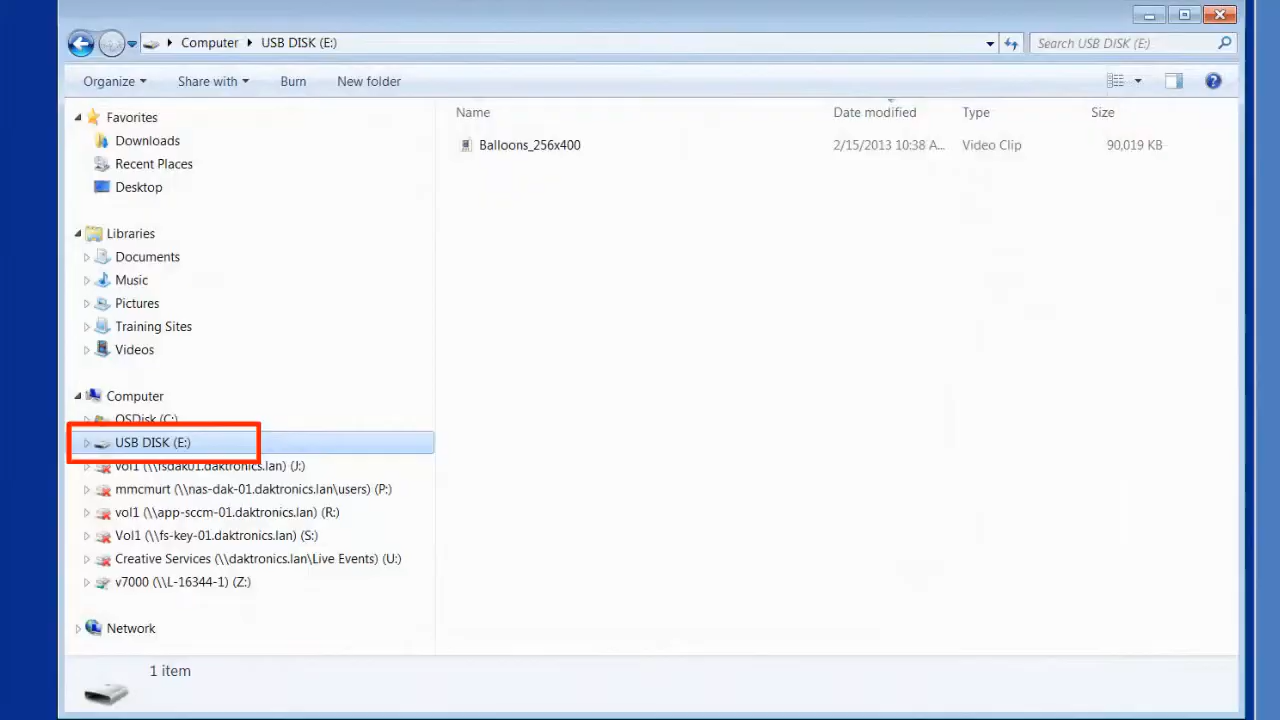 Computer USB DISK (E:) Search USB DISK (E:)
Organize Share with Burn New folder
Name Date modified Type Size
Balloons_256x400 2/15/2013 10:38 A... Video Clip 90,019 KB
Favorites
Downloads
Recent Places
Desktop
Libraries
Documents
Music
Pictures
Training Sites
Videos
Computer
OSDisk (C:)
USB DISK (E:)
vol1 (\\fsdak01.daktronics.lan) (J:)
mmcmurt (\\nas-dak-01.daktronics.lan\users) (P:)
vol1 (\\app-sccm-01.daktronics.lan) (R:)
Vol1 (\\fs-key-01.daktronics.lan) (S:)
Creative Services (\\daktronics.lan\Live Events) (U:)
v7000 (\\L-16344-1) (Z:)
Network
1 item